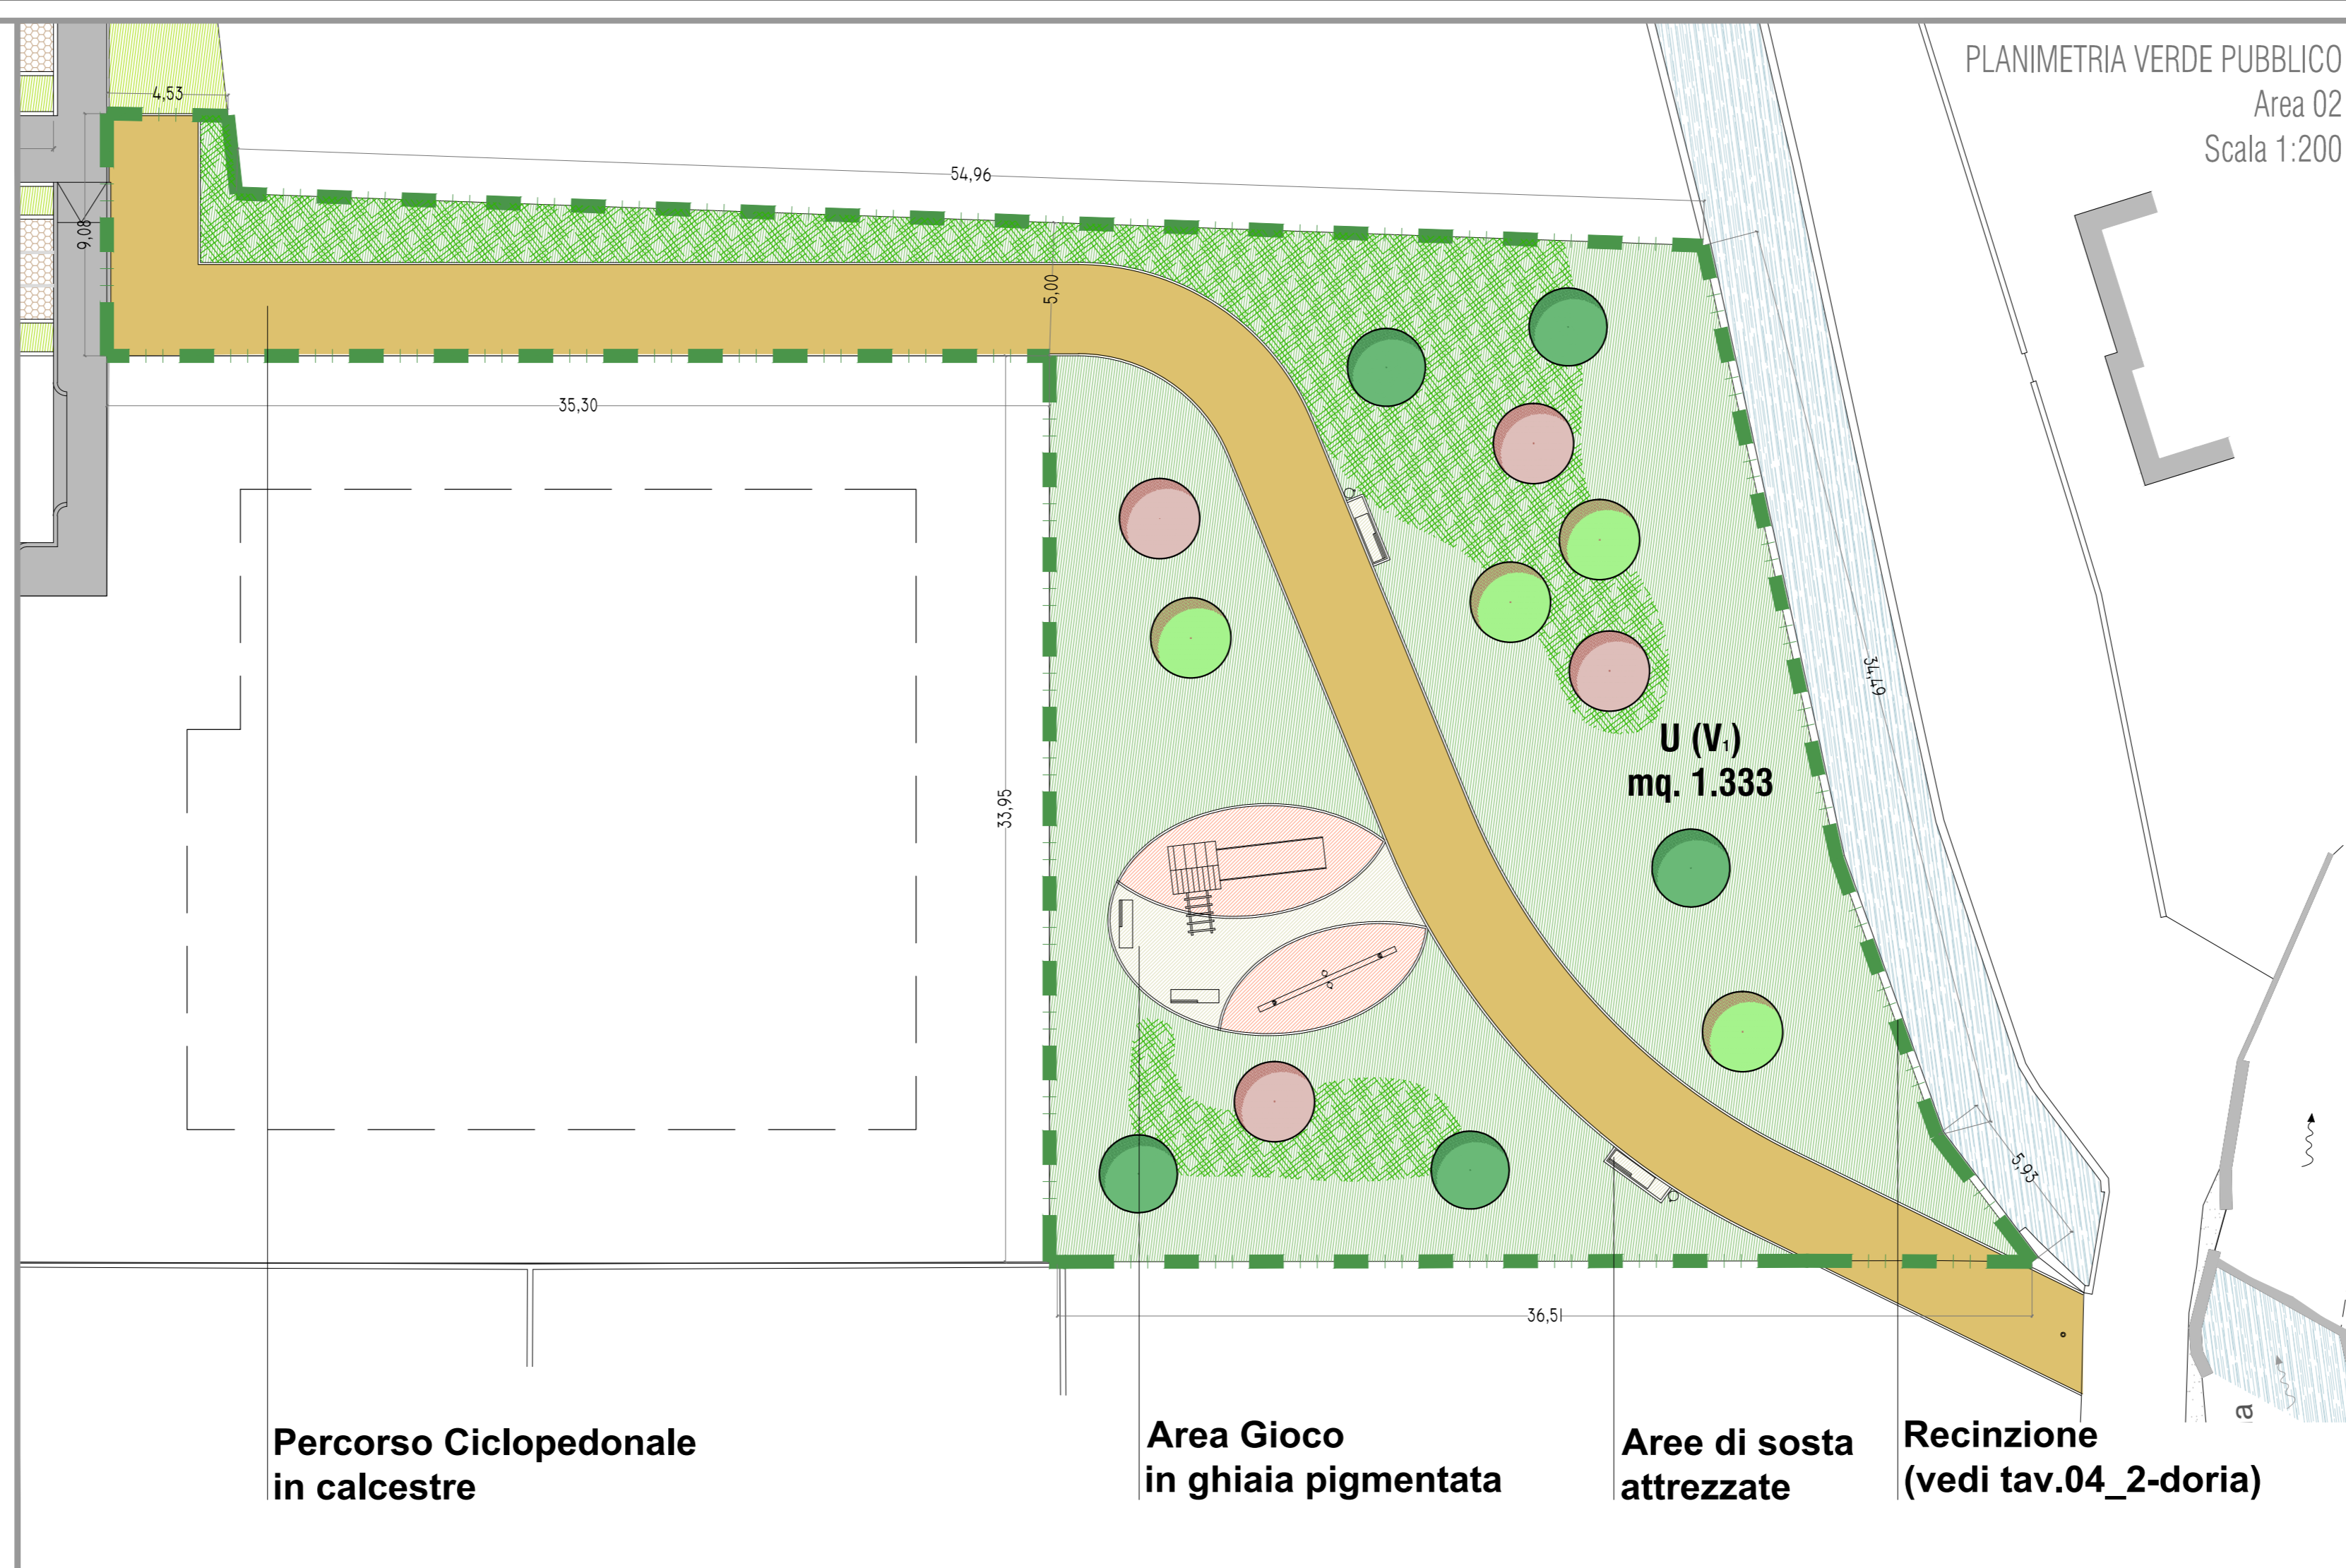 PLANIMETRIA VERDE PUBBLICO
Area 02
Scala 1:200
4,53
54,96
9,08
5,00
35,30
34,49
U (V₁)
mq. 1.333
33,95
5,93
36,51
a
Percorso Ciclopedonale
in calcestre
Area Gioco
in ghiaia pigmentata
Aree di sosta
attrezzate
Recinzione
(vedi tav.04_2-doria)